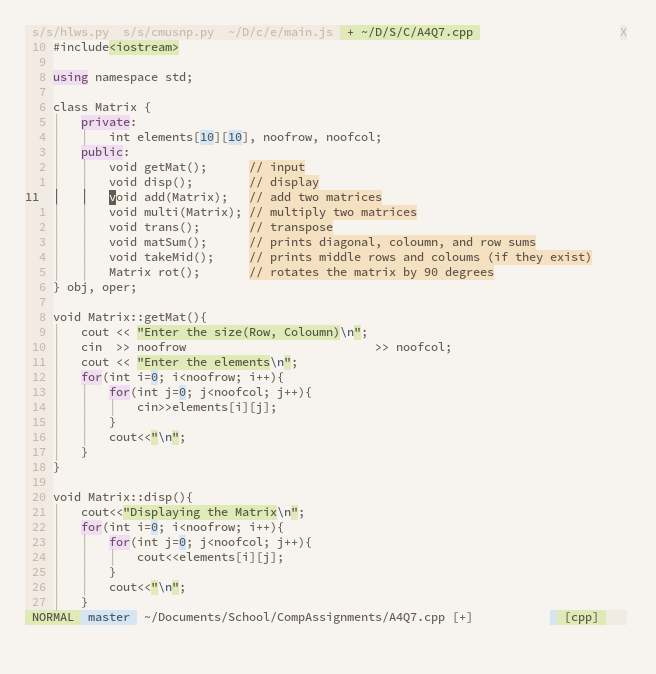 s/s/hlws.py  s/s/cmusnp.py  ~/D/c/e/main.js  + ~/D/S/C/A4Q7.cpp  X
10 #include<iostream>
9
8 using namespace std;
7
6 class Matrix {
5     private:
4         int elements[10][10], noofrow, noofcol;
3     public:
2         void getMat();      // input
1         void disp();        // display
11         void add(Matrix);   // add two matrices
1         void multi(Matrix); // multiply two matrices
2         void trans();       // transpose
3         void matSum();      // prints diagonal, coloumn, and row sums
4         void takeMid();     // prints middle rows and coloums (if they exist)
5         Matrix rot();       // rotates the matrix by 90 degrees
6 } obj, oper;
7
8 void Matrix::getMat(){
9     cout << "Enter the size(Row, Coloumn)\n";
10     cin  >> noofrow                           >> noofcol;
11     cout << "Enter the elements\n";
12     for(int i=0; i<noofrow; i++){
13         for(int j=0; j<noofcol; j++){
14             cin>>elements[i][j];
15         }
16         cout<<"\n";
17     }
18 }
19
20 void Matrix::disp(){
21     cout<<"Displaying the Matrix\n";
22     for(int i=0; i<noofrow; i++){
23         for(int j=0; j<noofcol; j++){
24             cout<<elements[i][j];
25         }
26         cout<<"\n";
27     }
NORMAL  master  ~/Documents/School/CompAssignments/A4Q7.cpp [+]  [cpp]